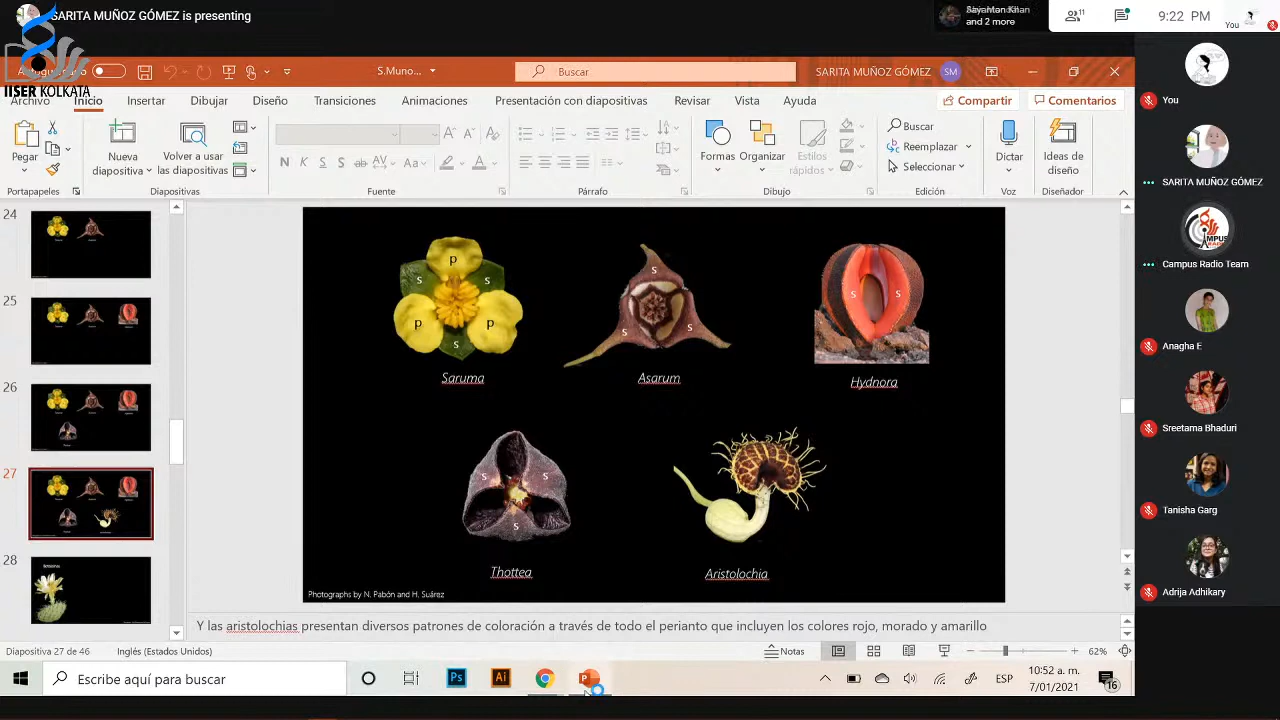 SARITA MUÑOZ GÓMEZ is presenting
and 2 more
11
9:22 PM
You
IISER KOLKATA
S.Muno...
Buscar
SARITA MUÑOZ GÓMEZ
SM
Archivo
Inicio
Insertar
Dibujar
Diseño
Transiciones
Animaciones
Presentación con diapositivas
Revisar
Vista
Ayuda
Compartir
Comentarios
Pegar
Nueva
diapositiva
Volver a usar
las diapositivas
N K S S ab AV Aa
A
Formas
Organizar
Estilos
rápidos
Buscar
Reemplazar
Seleccionar
Dictar
Ideas de
diseño
Portapapeles
Diapositivas
Fuente
Párrafo
Dibujo
Edición
Voz
Diseñador
24
25
26
27
28
p
s s
p p
s
Saruma
s
s s
Asarum
s s
Hydnora
s s
s
Thottea
Aristolochia
Photographs by N. Pabón and H. Suárez
Y las aristolochias presentan diversos patrones de coloración a través de todo el perianto que incluyen los colores rojo, morado y amarillo
Diapositiva 27 de 46
Inglés (Estados Unidos)
Notas
62%
Escribe aquí para buscar
Ps
Ai
P
ESP
10:52 a. m.
7/01/2021
16
You
SARITA MUÑOZ GÓMEZ
Campus Radio Team
Anagha E
Sreetama Bhaduri
Tanisha Garg
Adrija Adhikary